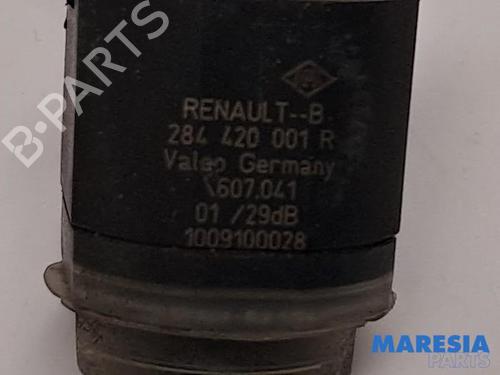 B-PARTS
RENAULT--B
284 420 001 R
Valeo Germany
607.041
01 /29dB
1009100028
MARESIA
PARTS